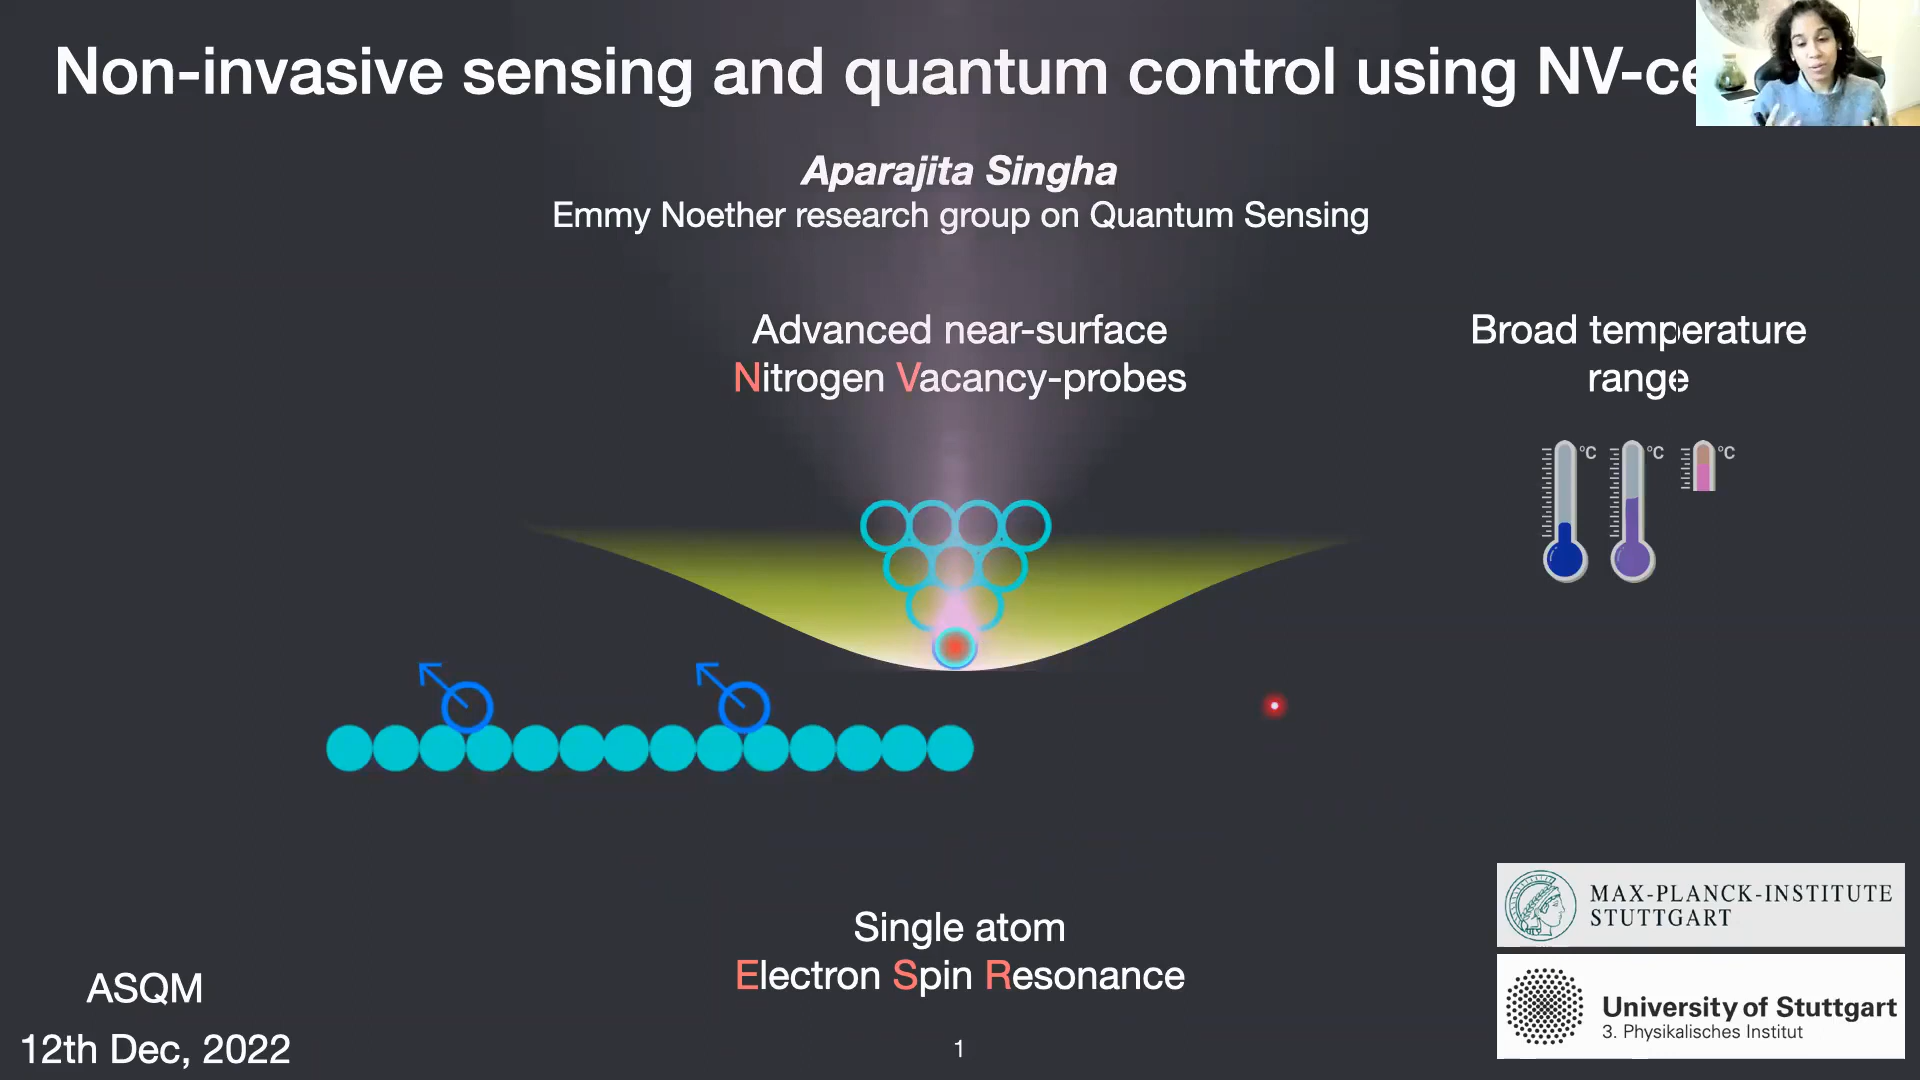 Non-invasive sensing and quantum control using NV-ce
Aparajita Singha
Emmy Noether research group on Quantum Sensing
Advanced near-surface
Nitrogen Vacancy-probes
Broad temperature
range
°C °C °C
Single atom
Electron Spin Resonance
ASQM
12th Dec, 2022
1
MAX-PLANCK-INSTITUTE
STUTTGART
University of Stuttgart
3. Physikalisches Institut